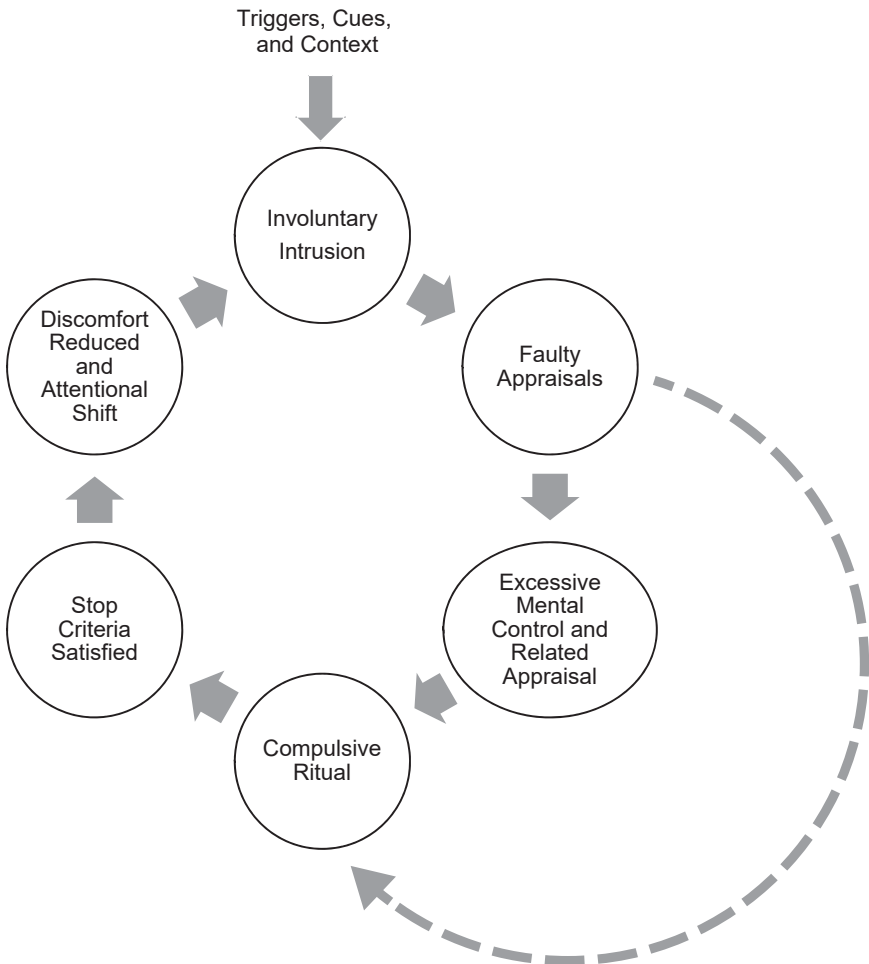 Triggers, Cues,
and Context
Involuntary
Intrusion
Faulty
Appraisals
Excessive
Mental
Control and
Related
Appraisal
Compulsive
Ritual
Stop
Criteria
Satisfied
Discomfort
Reduced
and
Attentional
Shift